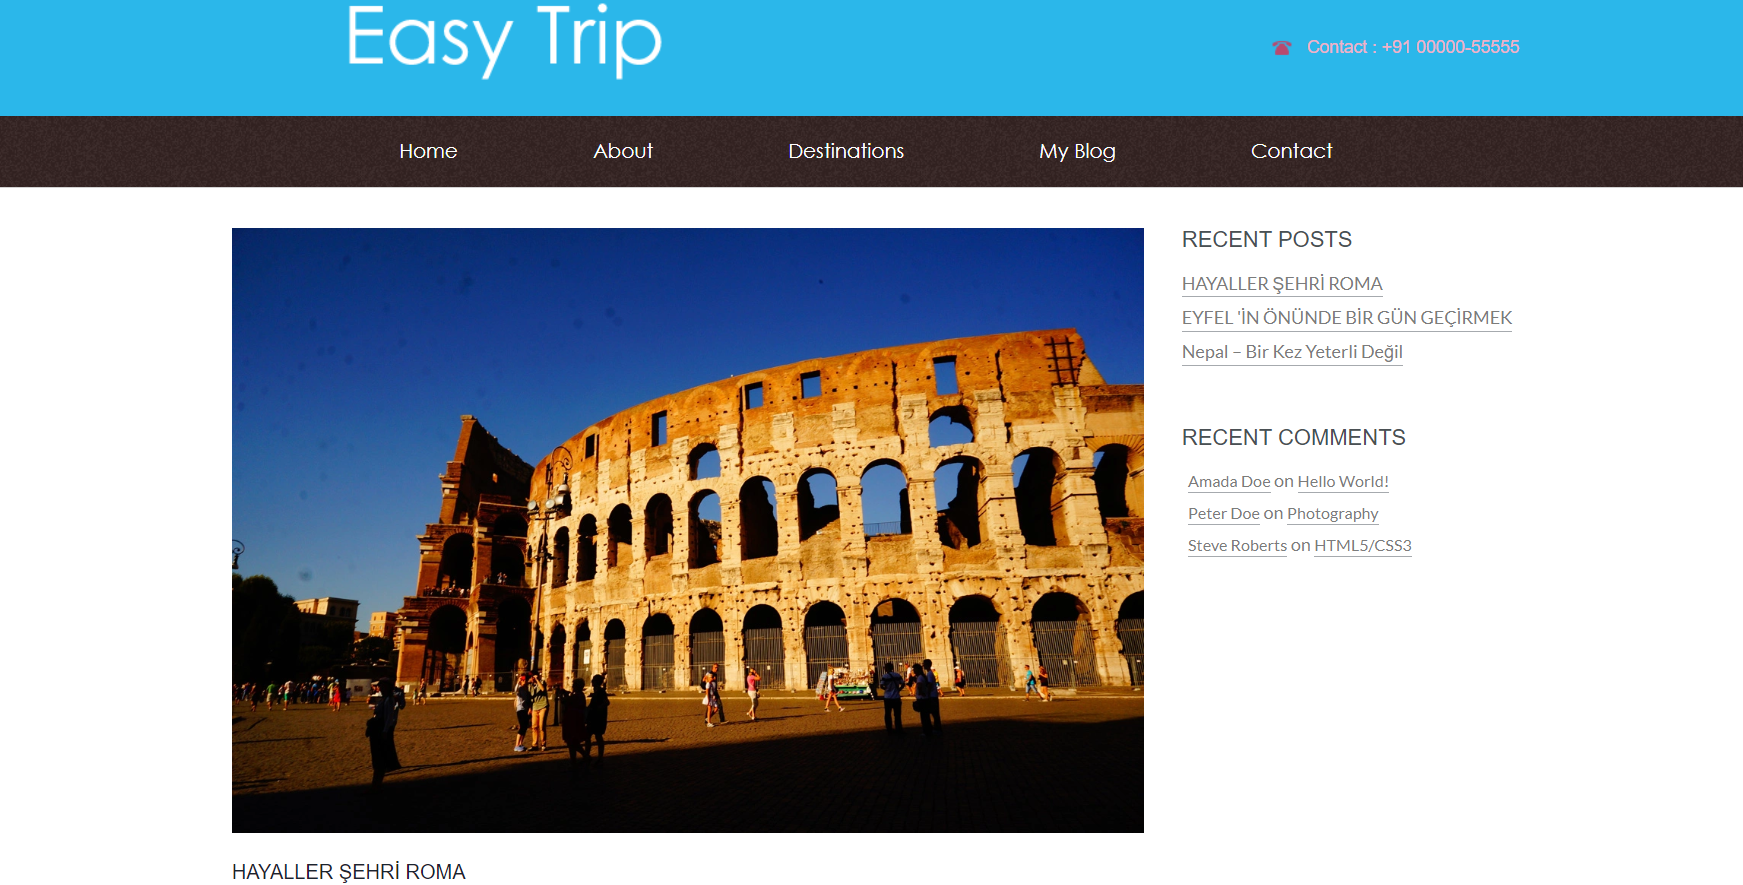 Easy Trip
Contact : +91 00000-55555
Home
About
Destinations
My Blog
Contact
RECENT POSTS
HAYALLER ŞEHRİ ROMA
EYFEL 'İN ÖNÜNDE BİR GÜN GEÇİRMEK
Nepal – Bir Kez Yeterli Değil
RECENT COMMENTS
Amada Doe on Hello World!
Peter Doe on Photography
Steve Roberts on HTML5/CSS3
HAYALLER ŞEHRİ ROMA